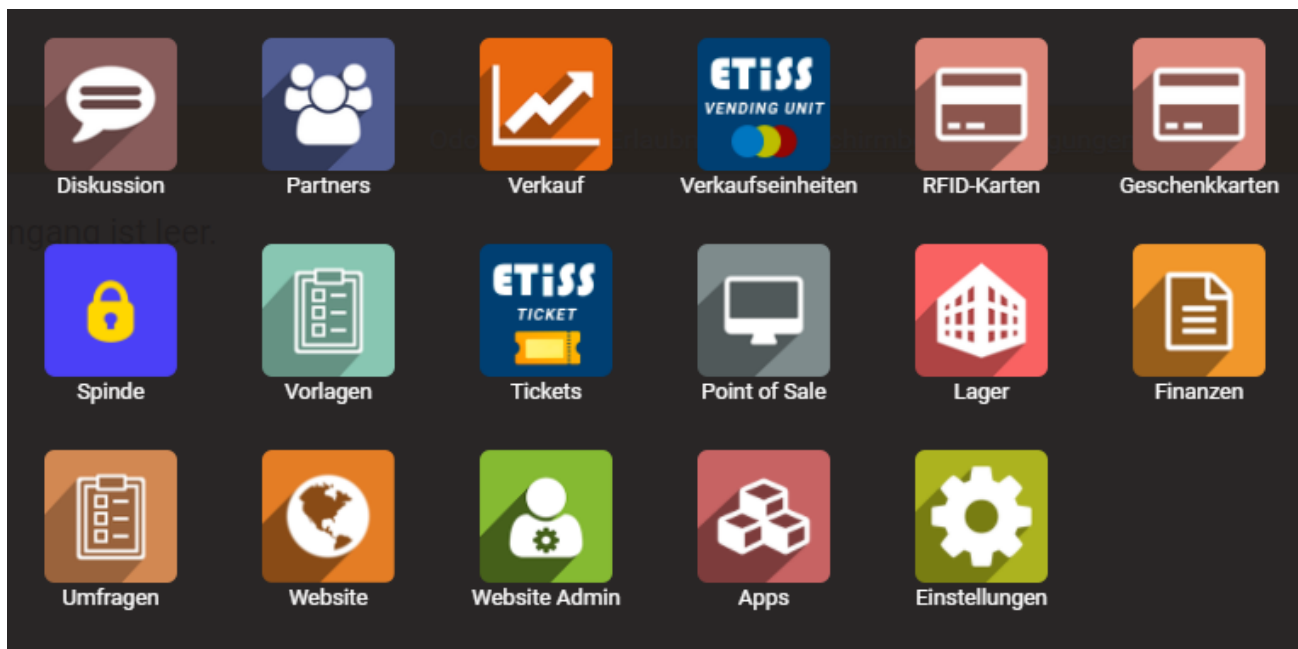 ETiSS
VENDING UNIT
Diskussion
Partners
Verkauf
Verkaufseinheiten
RFID-Karten
Geschenkkarten
ngang ist leer.
ETiSS
TICKET
Spinde
Vorlagen
Tickets
Point of Sale
Lager
Finanzen
Umfragen
Website
Website Admin
Apps
Einstellungen